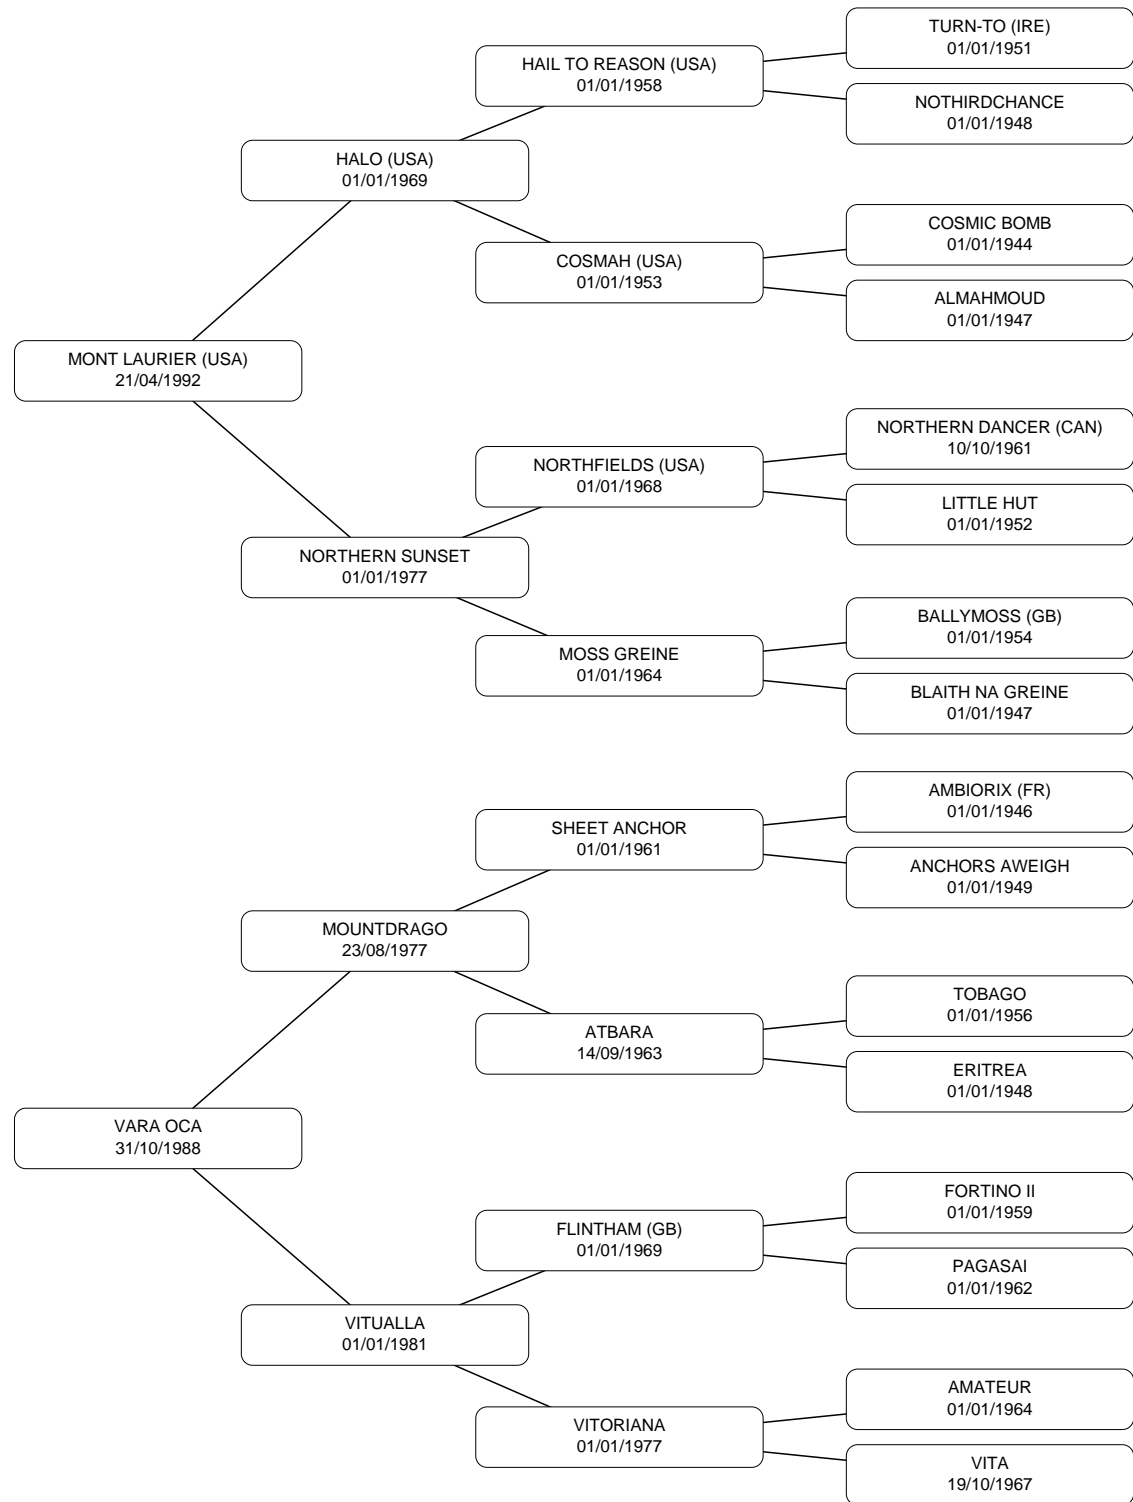 TURN-TO (IRE)
01/01/1951
HAIL TO REASON (USA)
01/01/1958
NOTHIRDCHANCE
01/01/1948
HALO (USA)
01/01/1969
COSMIC BOMB
01/01/1944
COSMAH (USA)
01/01/1953
ALMAHMOUD
01/01/1947
MONT LAURIER (USA)
21/04/1992
NORTHERN DANCER (CAN)
10/10/1961
NORTHFIELDS (USA)
01/01/1968
LITTLE HUT
01/01/1952
NORTHERN SUNSET
01/01/1977
BALLYMOSS (GB)
01/01/1954
MOSS GREINE
01/01/1964
BLAITH NA GREINE
01/01/1947
AMBIORIX (FR)
01/01/1946
SHEET ANCHOR
01/01/1961
ANCHORS AWEIGH
01/01/1949
MOUNTDRAGO
23/08/1977
TOBAGO
01/01/1956
ATBARA
14/09/1963
ERITREA
01/01/1948
VARA OCA
31/10/1988
FORTINO II
01/01/1959
FLINTHAM (GB)
01/01/1969
PAGASAI
01/01/1962
VITUALLA
01/01/1981
AMATEUR
01/01/1964
VITORIANA
01/01/1977
VITA
19/10/1967